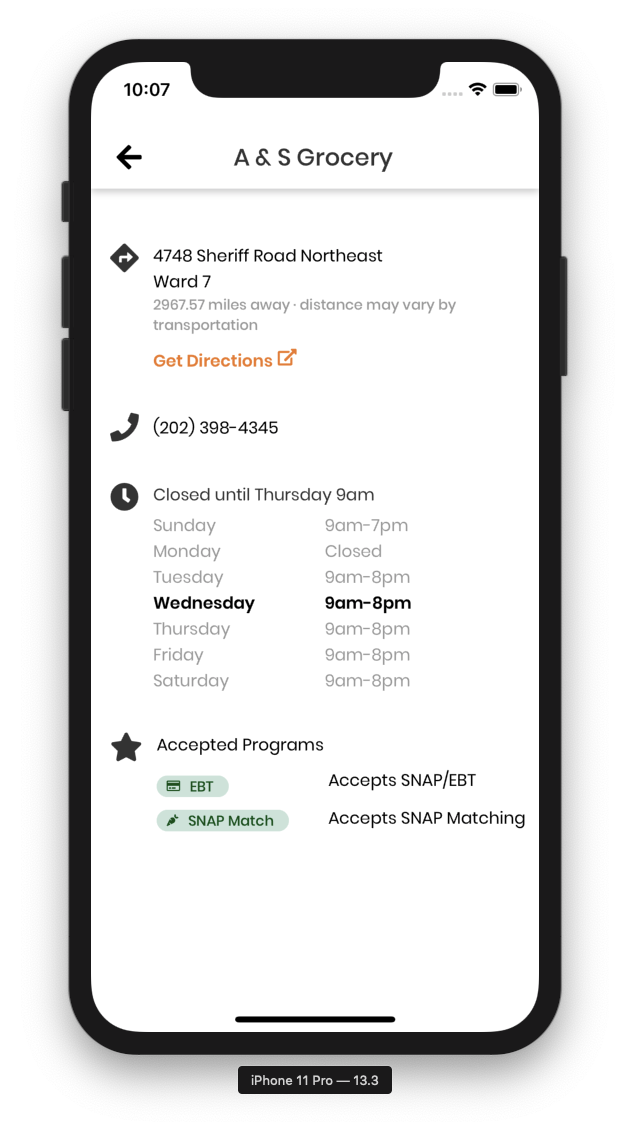 10:07
A & S Grocery
4748 Sheriff Road Northeast
Ward 7
2967.57 miles away · distance may vary by
transportation
Get Directions
(202) 398-4345
Closed until Thursday 9am
Sunday 9am-7pm
Monday Closed
Tuesday 9am-8pm
Wednesday 9am-8pm
Thursday 9am-8pm
Friday 9am-8pm
Saturday 9am-8pm
Accepted Programs
EBT Accepts SNAP/EBT
SNAP Match Accepts SNAP Matching
iPhone 11 Pro — 13.3